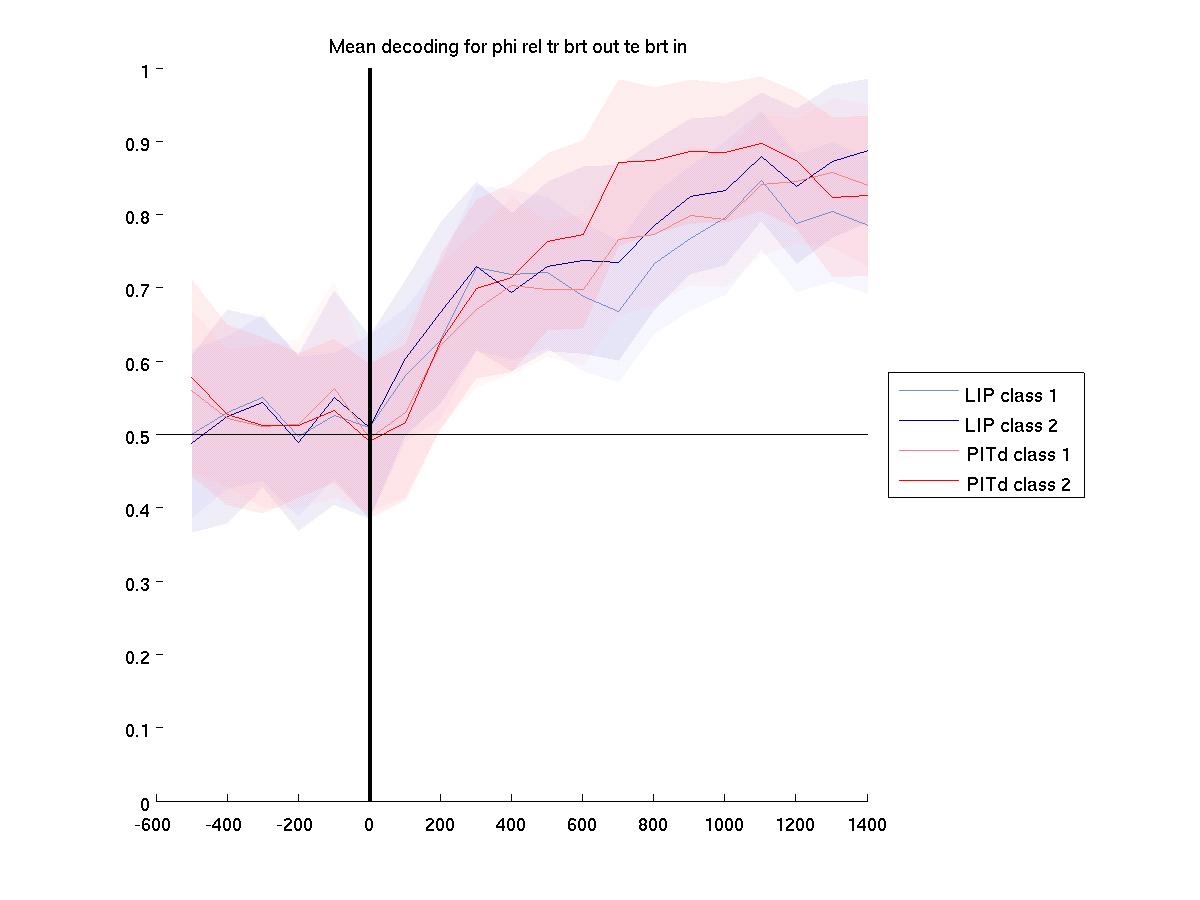 Mean decoding for phi rel tr brt out te brt in
1
0.9
0.8
0.7
0.6
0.5
0.4
0.3
0.2
0.1
0
-600 -400 -200 0 200 400 600 800 1000 1200 1400
LIP class 1
LIP class 2
PITd class 1
PITd class 2